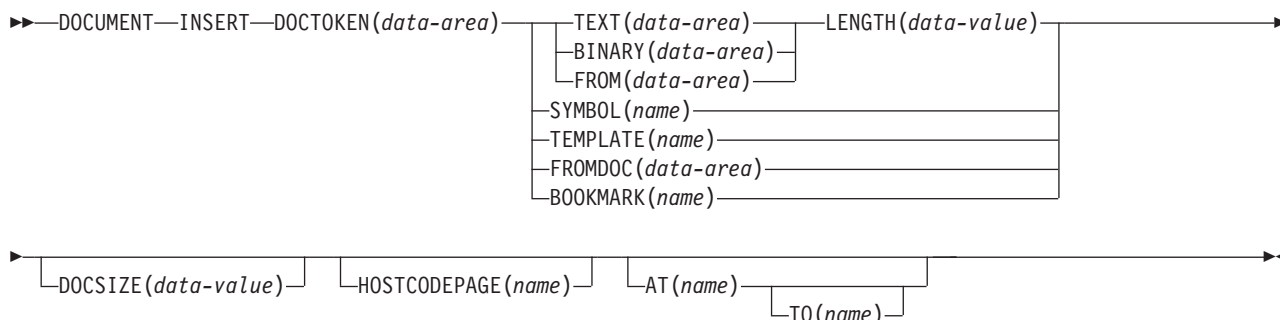 DOCUMENT INSERT DOCTOKEN(data-area) TEXT(data-area) LENGTH(data-value)
BINARY(data-area)
FROM(data-area)
SYMBOL(name)
TEMPLATE(name)
FROMDOC(data-area)
BOOKMARK(name)
DOCSIZE(data-value) HOSTCODEPAGE(name) AT(name)
TO(name)